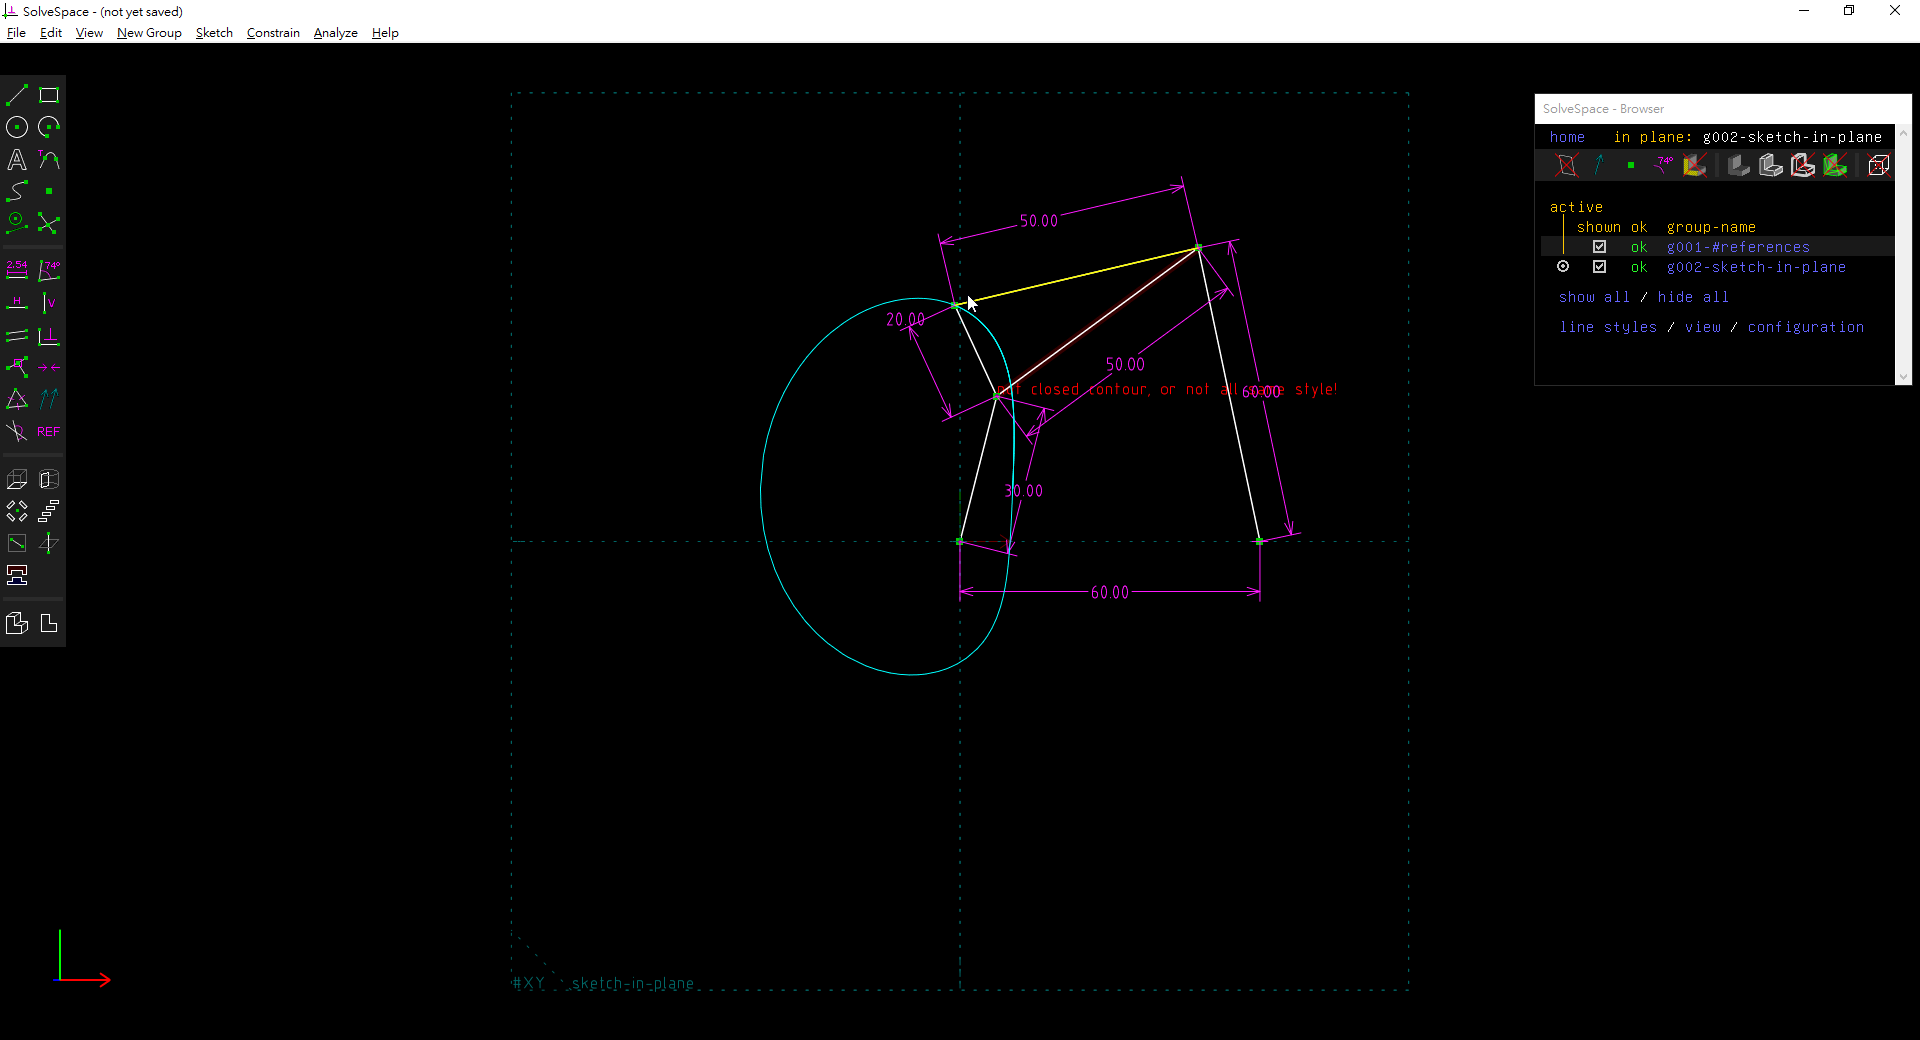 SolveSpace - (not yet saved)
File Edit View New Group Sketch Constrain Analyze Help
SolveSpace - Browser
home in plane: g002-sketch-in-plane
74°
active
shown ok group-name
ok g001-#references
ok g002-sketch-in-plane
show all / hide all
line styles / view / configuration
A T
2.54 74°
H V
REF
50.00
20.00
50.00
closed contour, or not all same style!
60.00
30.00
60.00
#XY sketch-in-plane